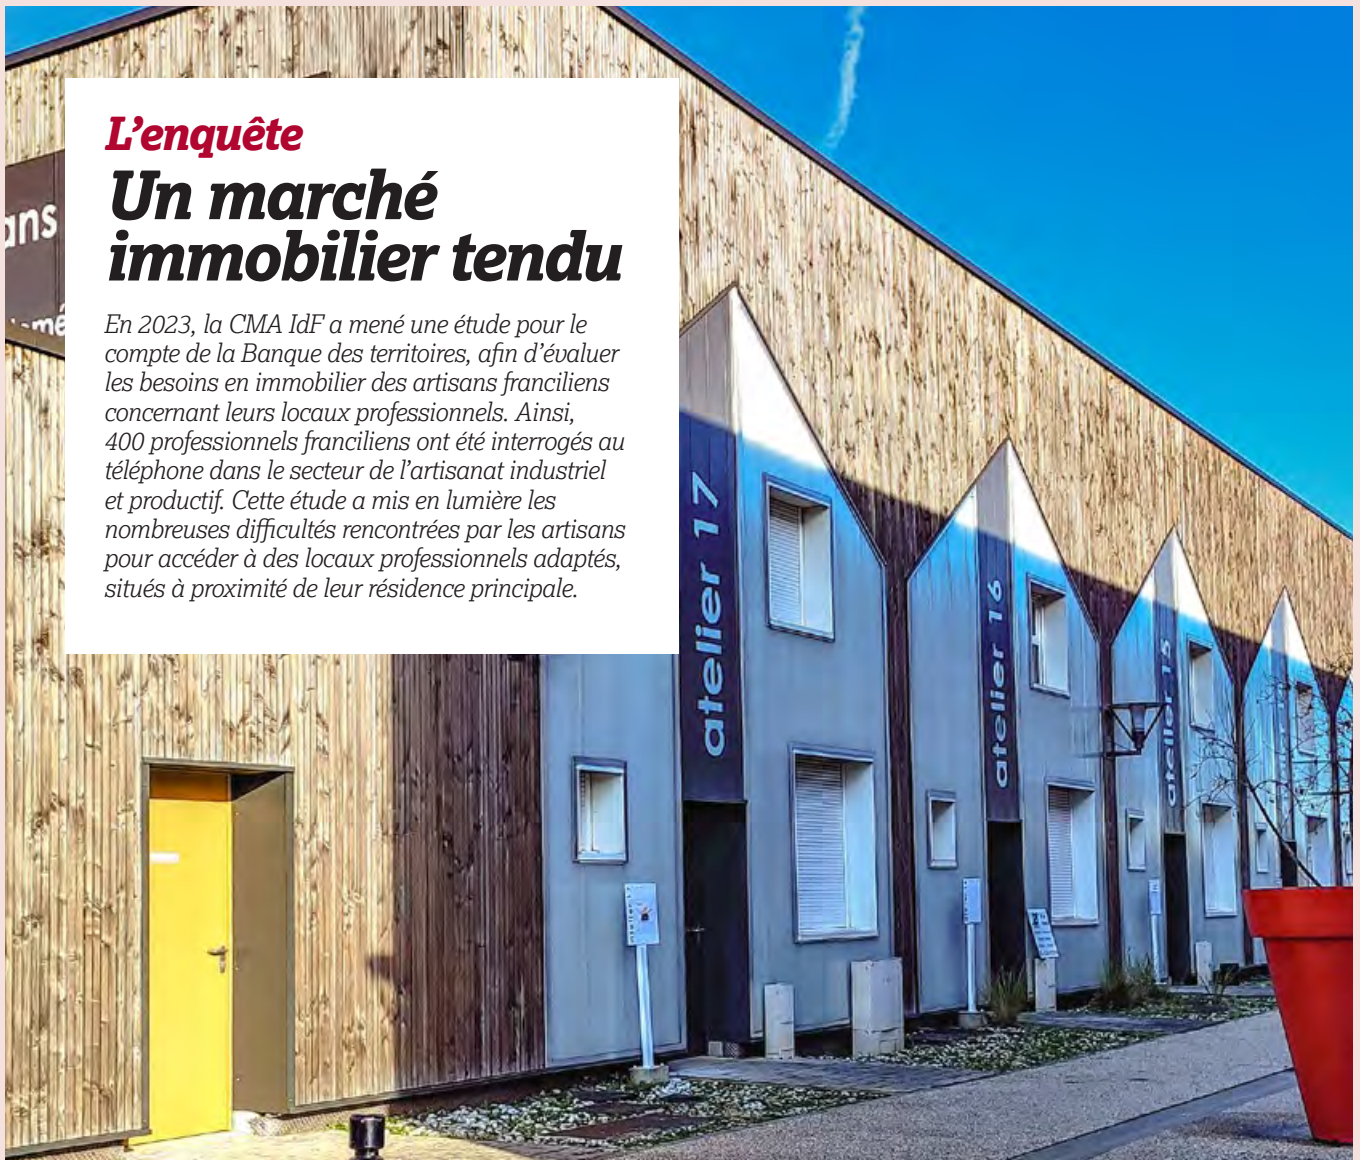 L'enquête
Un marché
immobilier tendu
En 2023, la CMA IdF a mené une étude pour le
compte de la Banque des territoires, afin d'évaluer
les besoins en immobilier des artisans franciliens
concernant leurs locaux professionnels. Ainsi,
400 professionnels franciliens ont été interrogés au
téléphone dans le secteur de l'artisanat industriel
et productif. Cette étude a mis en lumière les
nombreuses difficultés rencontrées par les artisans
pour accéder à des locaux professionnels adaptés,
situés à proximité de leur résidence principale.
atelier 17
atelier 16
atelier 15